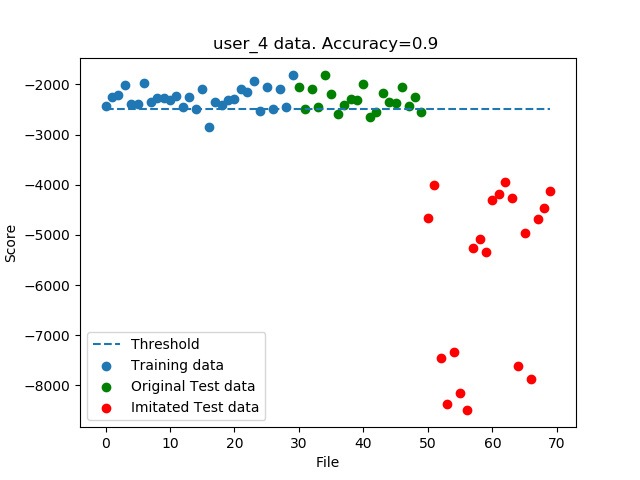 user_4 data. Accuracy=0.9
−2000
−3000
−4000
−5000
−6000
−7000
−8000
Score
Threshold
Training data
Original Test data
Imitated Test data
0 10 20 30 40 50 60 70
File